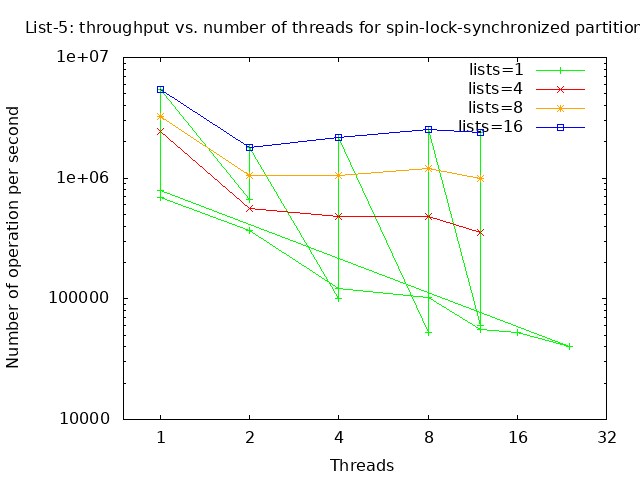 List-5: throughput vs. number of threads for spin-lock-synchronized partition
1e+07
1e+06
100000
10000
Number of operation per second
lists=1
lists=4
lists=8
lists=16
1 2 4 8 16 32
Threads